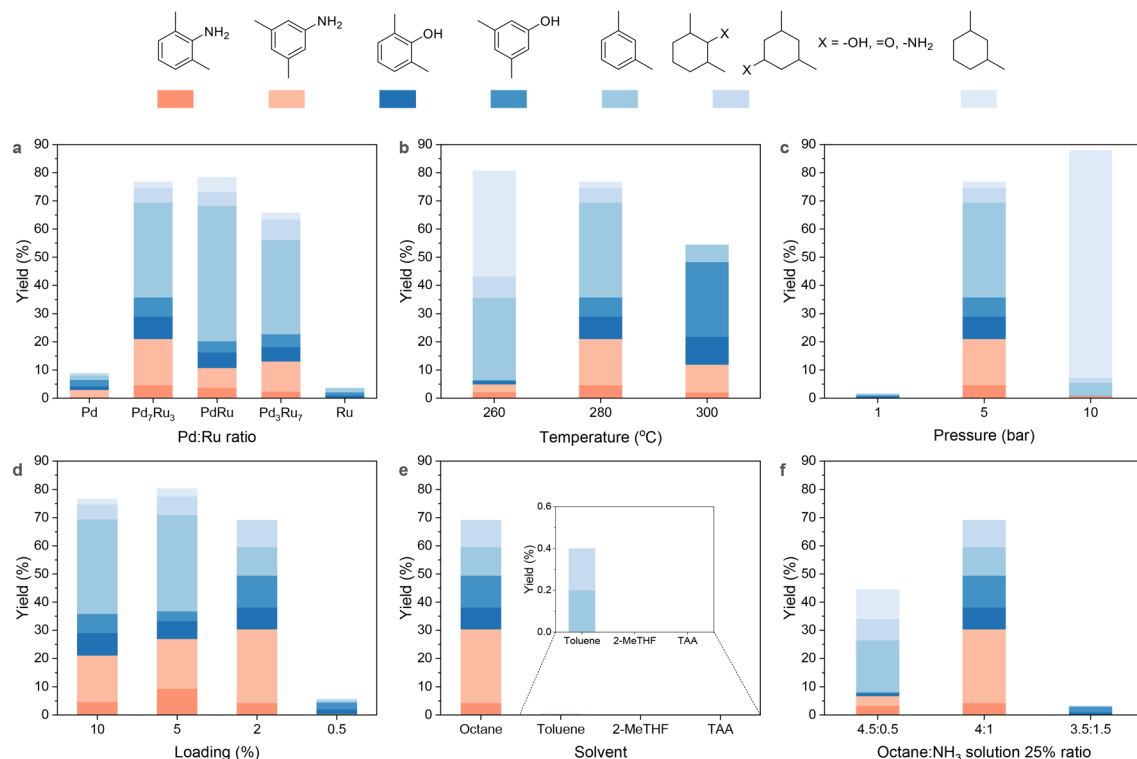 NH₂
NH₂
OH
OH
X
X
X = -OH, =O, -NH₂
a
90
80
70
60
50
40
30
20
10
0
Yield (%)
Pd Pd₇Ru₃ PdRu Pd₃Ru₇ Ru
Pd:Ru ratio
b
90
80
70
60
50
40
30
20
10
0
Yield (%)
260 280 300
Temperature (°C)
c
90
80
70
60
50
40
30
20
10
0
Yield (%)
1 5 10
Pressure (bar)
d
90
80
70
60
50
40
30
20
10
0
Yield (%)
10 5 2 0.5
Loading (%)
e
90
80
70
60
50
40
30
20
10
0
Yield (%)
0.6
0.4
0.2
0.0
Yield (%)
Toluene 2-MeTHF TAA
Octane Toluene 2-MeTHF TAA
Solvent
f
90
80
70
60
50
40
30
20
10
0
Yield (%)
4.5:0.5 4:1 3.5:1.5
Octane:NH₃ solution 25% ratio